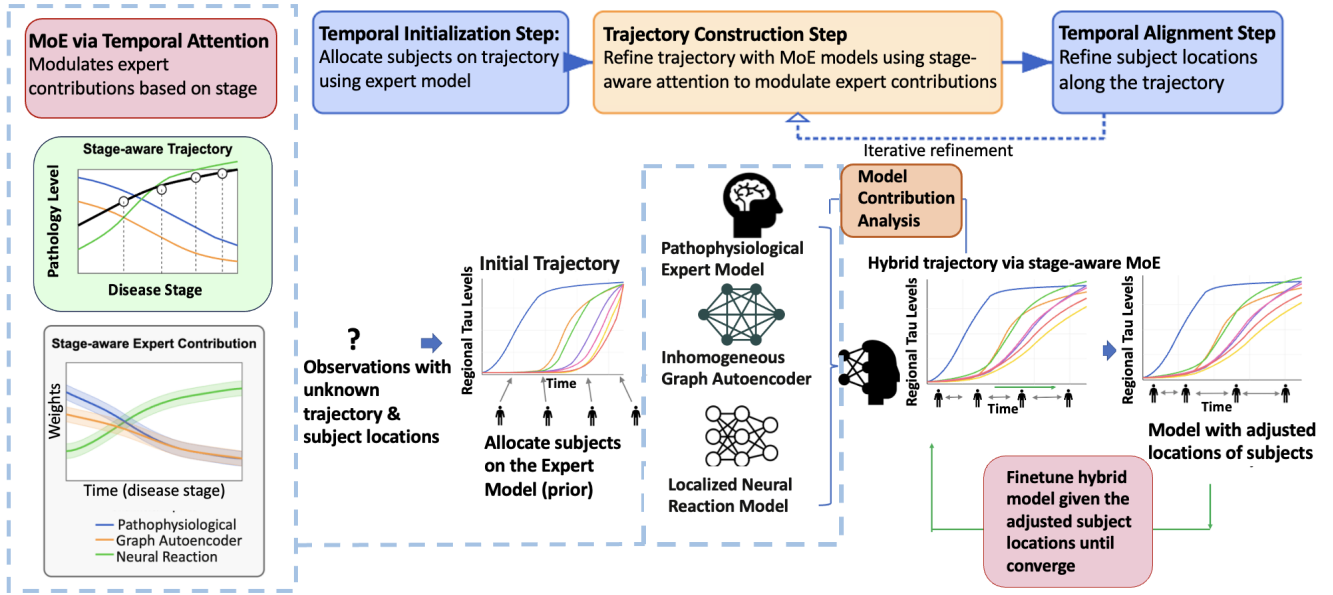 MoE via Temporal Attention
Modulates expert
contributions based on stage
Stage-aware Trajectory
Pathology Level
Disease Stage
Stage-aware Expert Contribution
Weights
Time (disease stage)
Pathophysiological
Graph Autoencoder
Neural Reaction
Temporal Initialization Step:
Allocate subjects on trajectory
using expert model
Trajectory Construction Step
Refine trajectory with MoE models using stage-
aware attention to modulate expert contributions
Temporal Alignment Step
Refine subject locations
along the trajectory
Iterative refinement
?
Observations with
unknown
trajectory &
subject locations
Initial Trajectory
Regional Tau Levels
Time
Allocate subjects
on the Expert
Model (prior)
Pathophysiological
Expert Model
Inhomogeneous
Graph Autoencoder
Localized Neural
Reaction Model
Model
Contribution
Analysis
Hybrid trajectory via stage-aware MoE
Regional Tau Levels
Time
Regional Tau Levels
Time
Model with adjusted
locations of subjects
Finetune hybrid
model given the
adjusted subject
locations until
converge